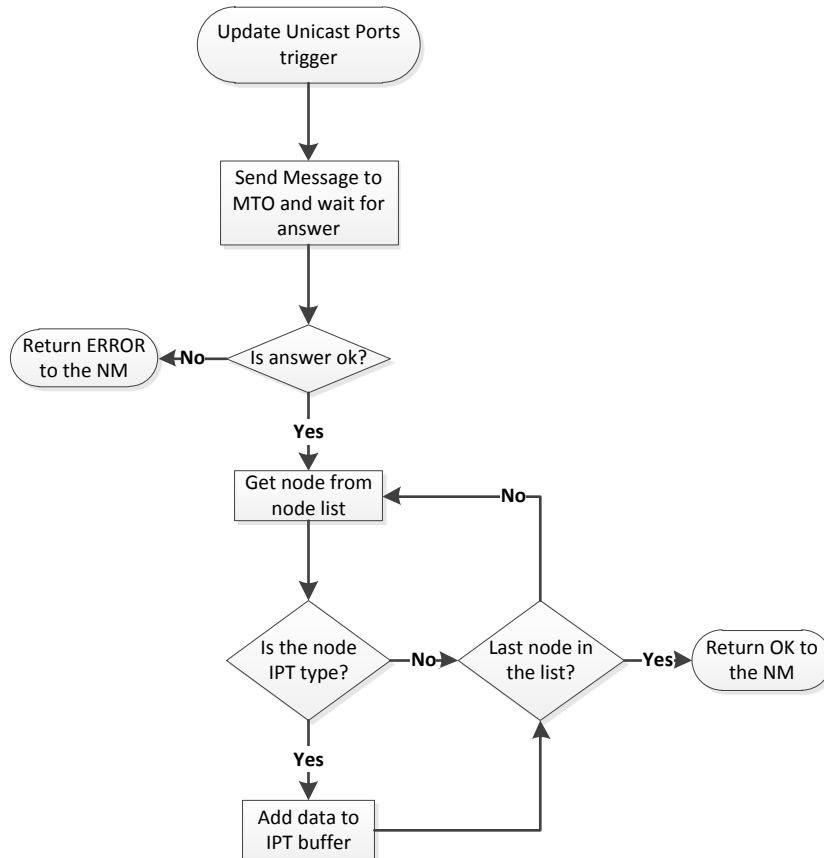 Update Unicast Ports
trigger
Send Message to
MTO and wait for
answer
Is answer ok?
No
Return ERROR
to the NM
Yes
Get node from
node list
No
Is the node
IPT type?
No
Last node in
the list?
Yes
Return OK to
the NM
Yes
Add data to
IPT buffer